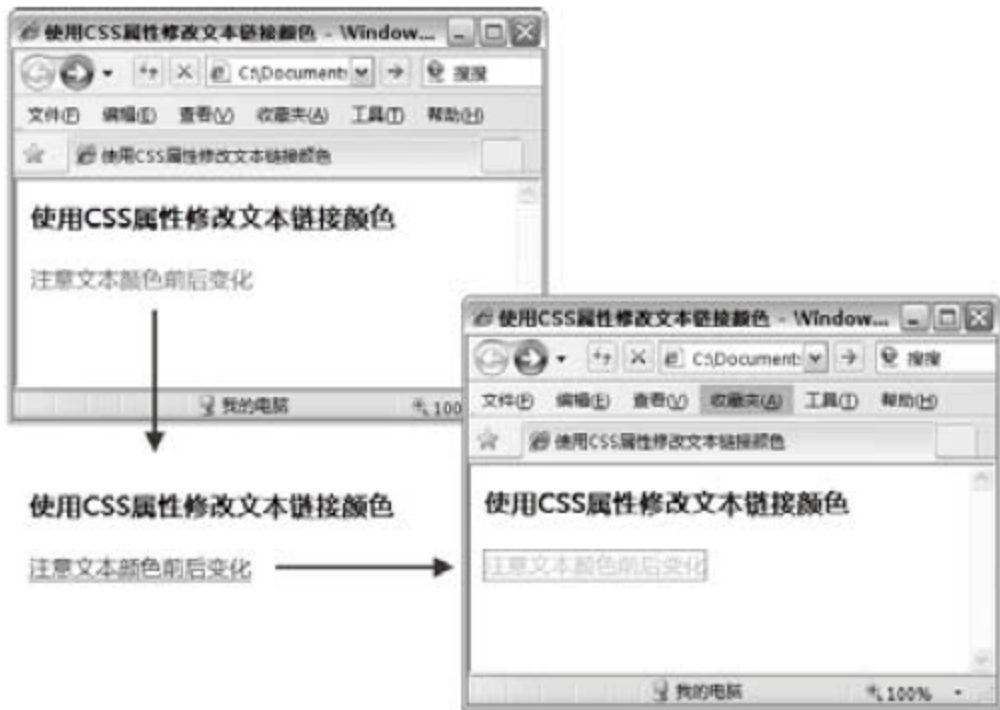 使用CSS属性修改文本链接颜色 - Window...
C:\Document: 搜搜
文件(F) 编辑(E) 查看(V) 收藏夹(A) 工具(T) 帮助(H)
使用CSS属性修改文本链接颜色
使用CSS属性修改文本链接颜色
注意文本颜色前后变化
我的电脑 100
使用CSS属性修改文本链接颜色
注意文本颜色前后变化
使用CSS属性修改文本链接颜色 - Window...
C:\Document: 搜搜
文件(F) 编辑(E) 查看(V) 收藏夹(A) 工具(T) 帮助(H)
使用CSS属性修改文本链接颜色
使用CSS属性修改文本链接颜色
注意文本颜色前后变化
我的电脑 100%